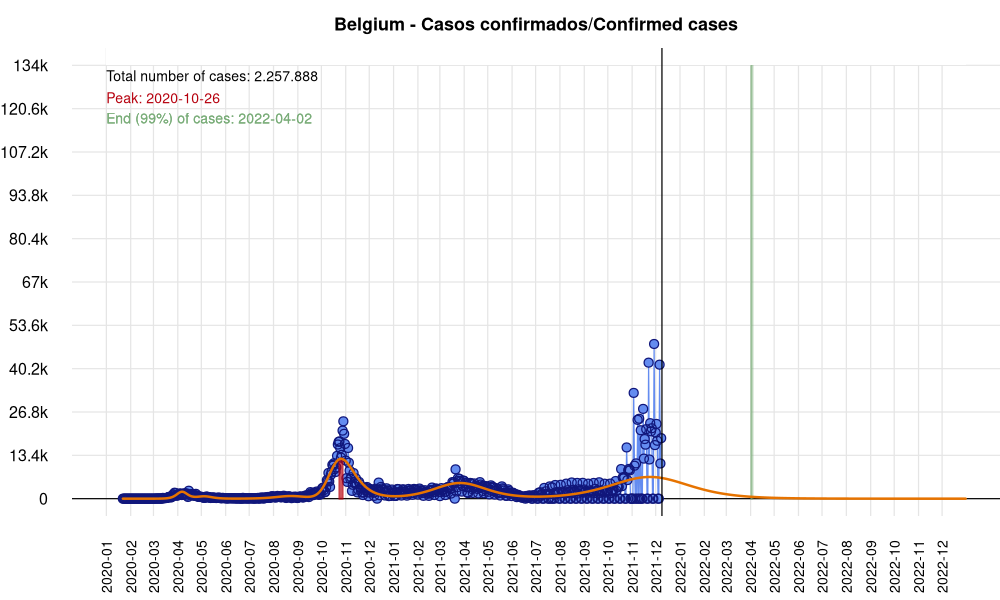 Belgium - Casos confirmados/Confirmed cases
Total number of cases: 2.257.888
Peak: 2020-10-26
End (99%) of cases: 2022-04-02
134k
120.6k
107.2k
93.8k
80.4k
67k
53.6k
40.2k
26.8k
13.4k
0
2020-01
2020-02
2020-03
2020-04
2020-05
2020-06
2020-07
2020-08
2020-09
2020-10
2020-11
2020-12
2021-01
2021-02
2021-03
2021-04
2021-05
2021-06
2021-07
2021-08
2021-09
2021-10
2021-11
2021-12
2022-01
2022-02
2022-03
2022-04
2022-05
2022-06
2022-07
2022-08
2022-09
2022-10
2022-11
2022-12